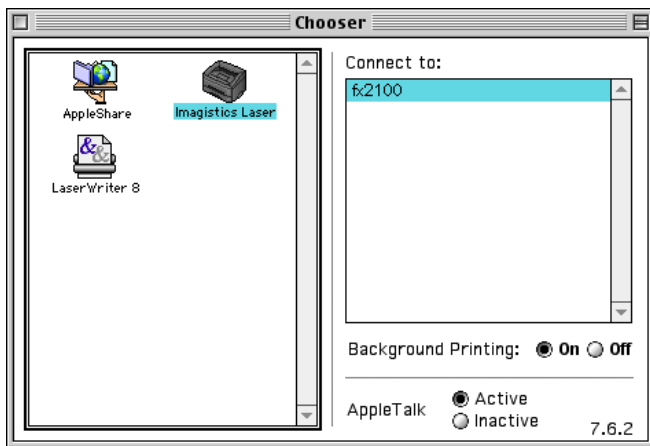 Chooser
AppleShare
Imagistics Laser
LaserWriter 8
Connect to:
fx2100
Background Printing: On Off
AppleTalk
Active
Inactive
7.6.2